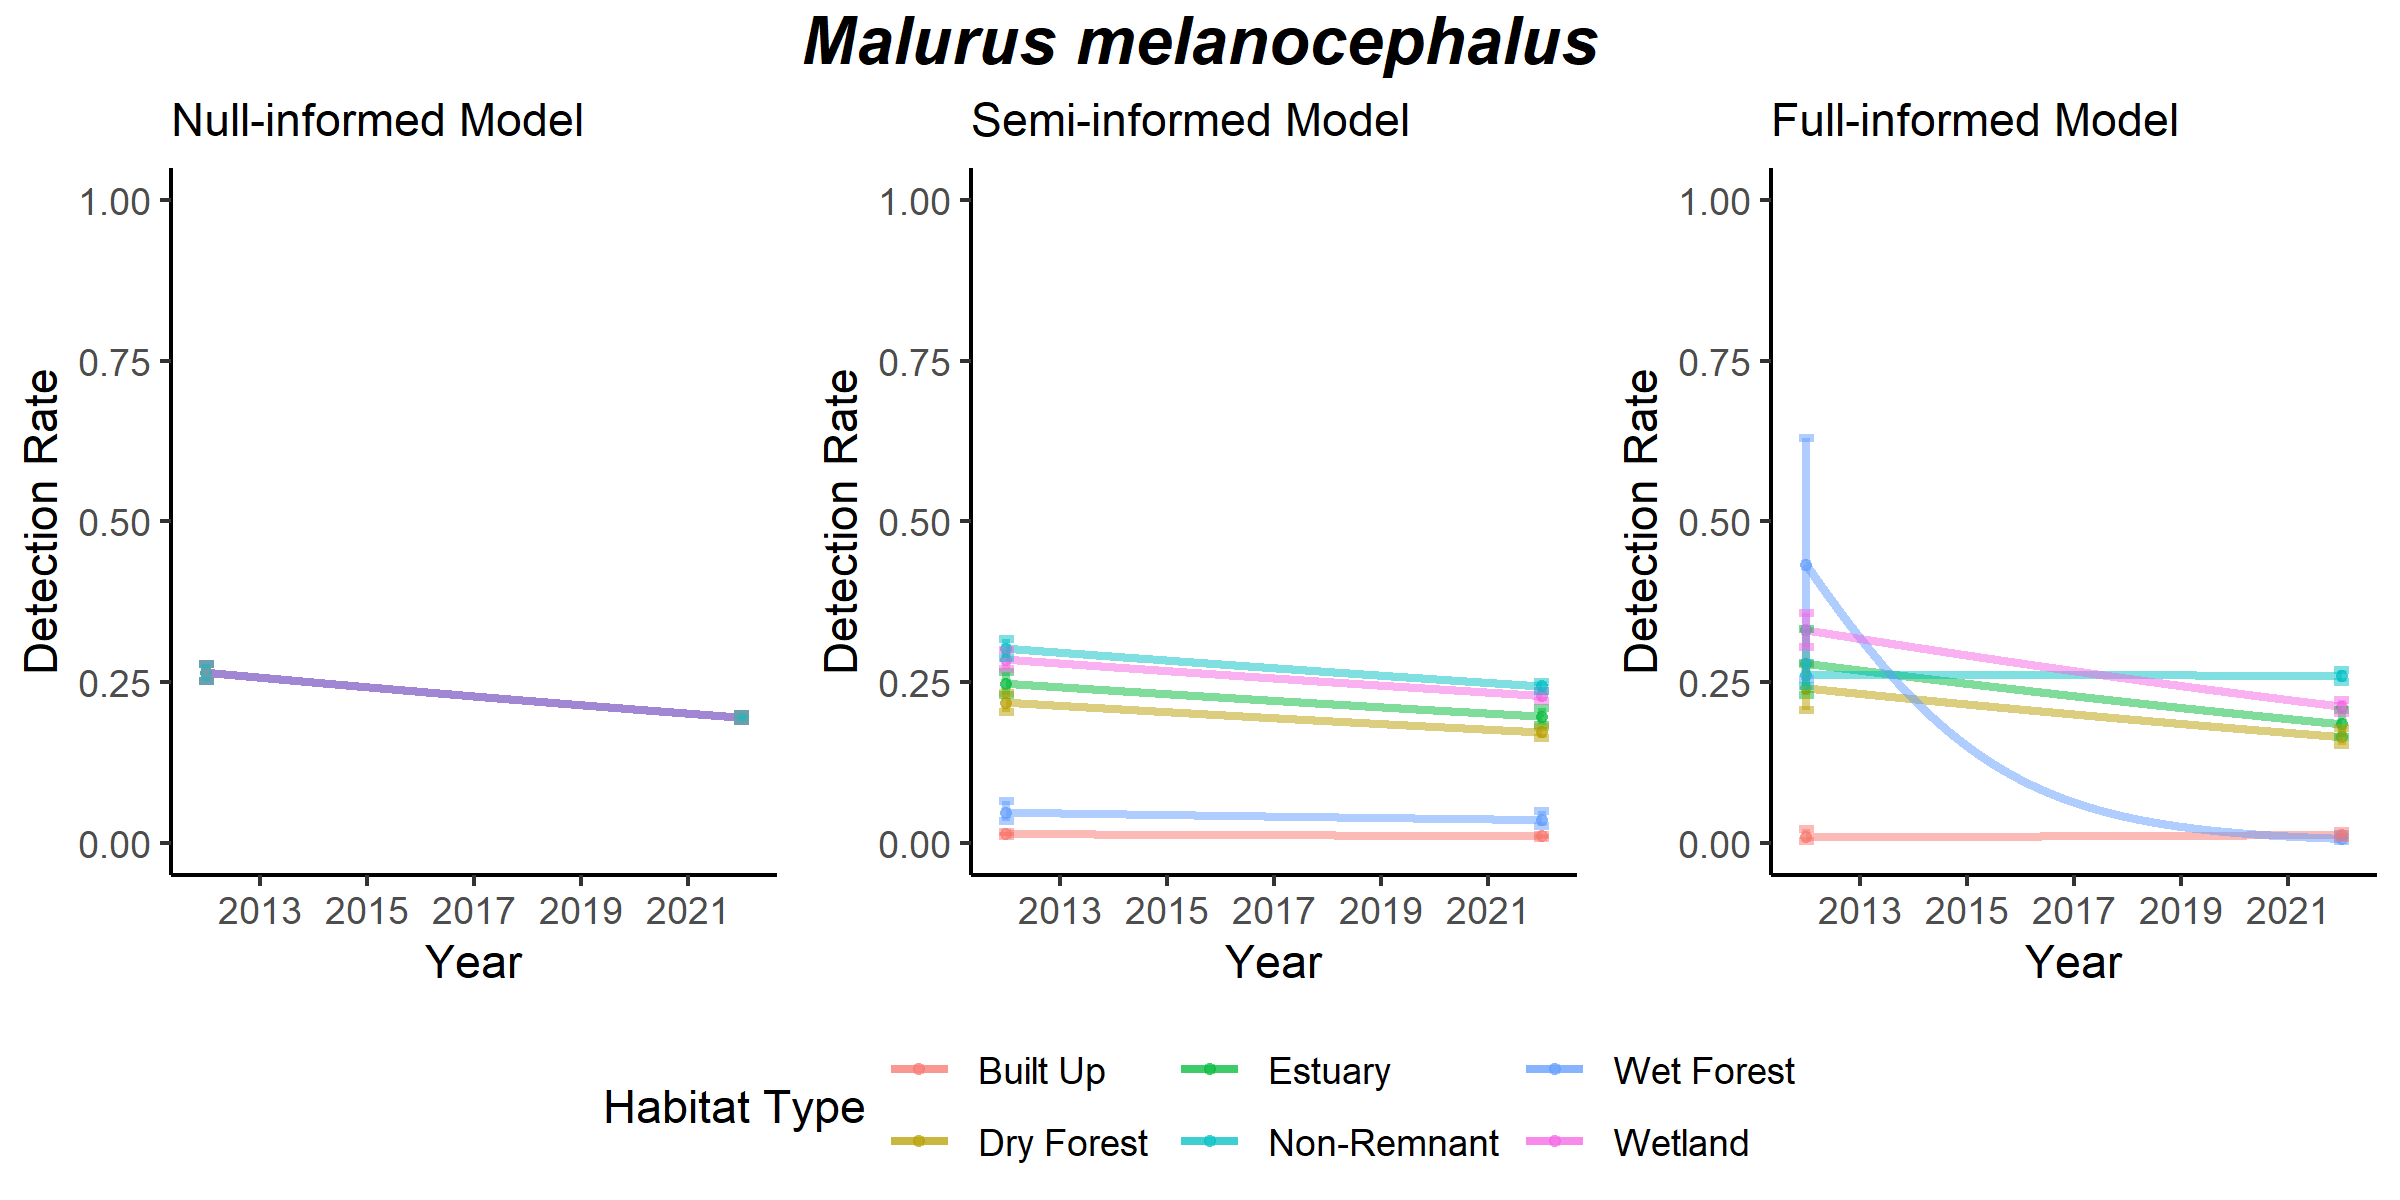 Malurus melanocephalus
Null-informed Model
Semi-informed Model
Full-informed Model
1.00
0.75
0.50
0.25
0.00
Detection Rate
2013 2015 2017 2019 2021
Year
1.00
0.75
0.50
0.25
0.00
Detection Rate
2013 2015 2017 2019 2021
Year
1.00
0.75
0.50
0.25
0.00
Detection Rate
2013 2015 2017 2019 2021
Year
Habitat Type
Built Up
Estuary
Wet Forest
Dry Forest
Non-Remnant
Wetland